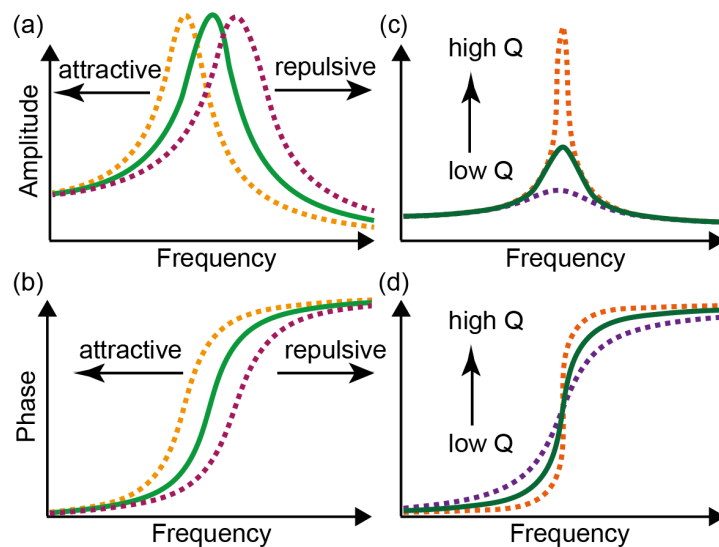 (a)
attractive
repulsive
Amplitude
Frequency
(c)
high Q
low Q
Frequency
(b)
attractive
repulsive
Phase
Frequency
(d)
high Q
low Q
Frequency